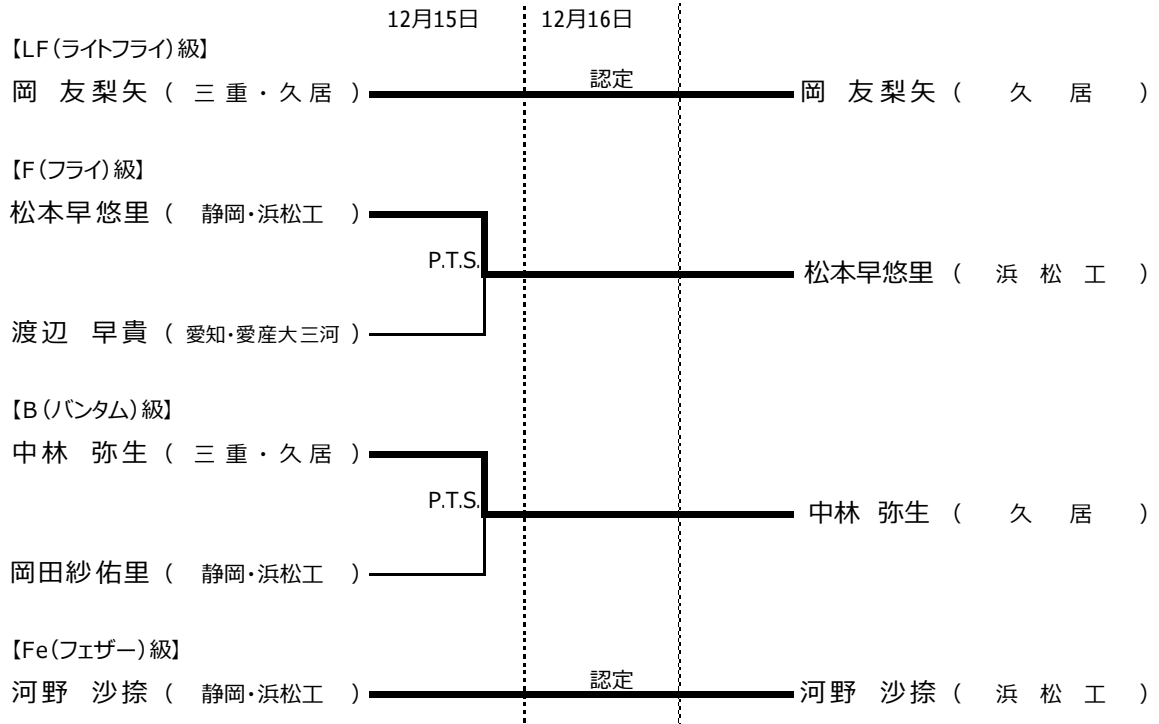 12月15日 12月16日
【LF(ライトフライ)級】
岡 友梨矢 ( 三重・久居 ) 認定 岡 友梨矢 ( 久居 )
【F(フライ)級】
松本早悠里 ( 静岡・浜松工 )
P.T.S. 松本早悠里 ( 浜松工 )
渡辺 早貴 ( 愛知・愛産大三河 )
【B(バンタム)級】
中林 弥生 ( 三重・久居 )
P.T.S. 中林 弥生 ( 久居 )
岡田紗佑里 ( 静岡・浜松工 )
【Fe(フェザー)級】
河野 沙捺 ( 静岡・浜松工 ) 認定 河野 沙捺 ( 浜松工 )